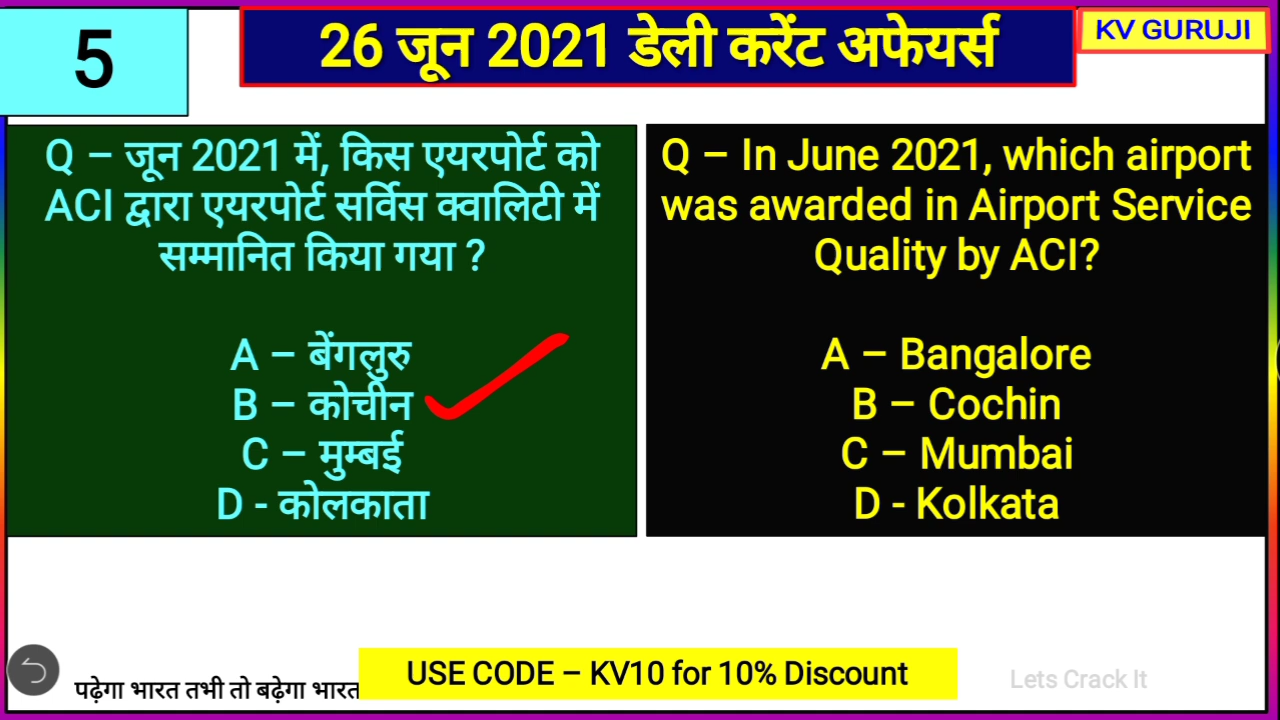 5
26 जून 2021 डेली करेंट अफेयर्स
KV GURUJI
Q – जून 2021 में, किस एयरपोर्ट को
ACI द्वारा एयरपोर्ट सर्विस क्वालिटी में
सम्मानित किया गया ?
A – बेंगलुरु
B – कोचीन
C – मुम्बई
D - कोलकाता
Q – In June 2021, which airport
was awarded in Airport Service
Quality by ACI?
A – Bangalore
B – Cochin
C – Mumbai
D - Kolkata
पढ़ेगा भारत तभी तो बढ़ेगा भारत
USE CODE – KV10 for 10% Discount
Lets Crack It